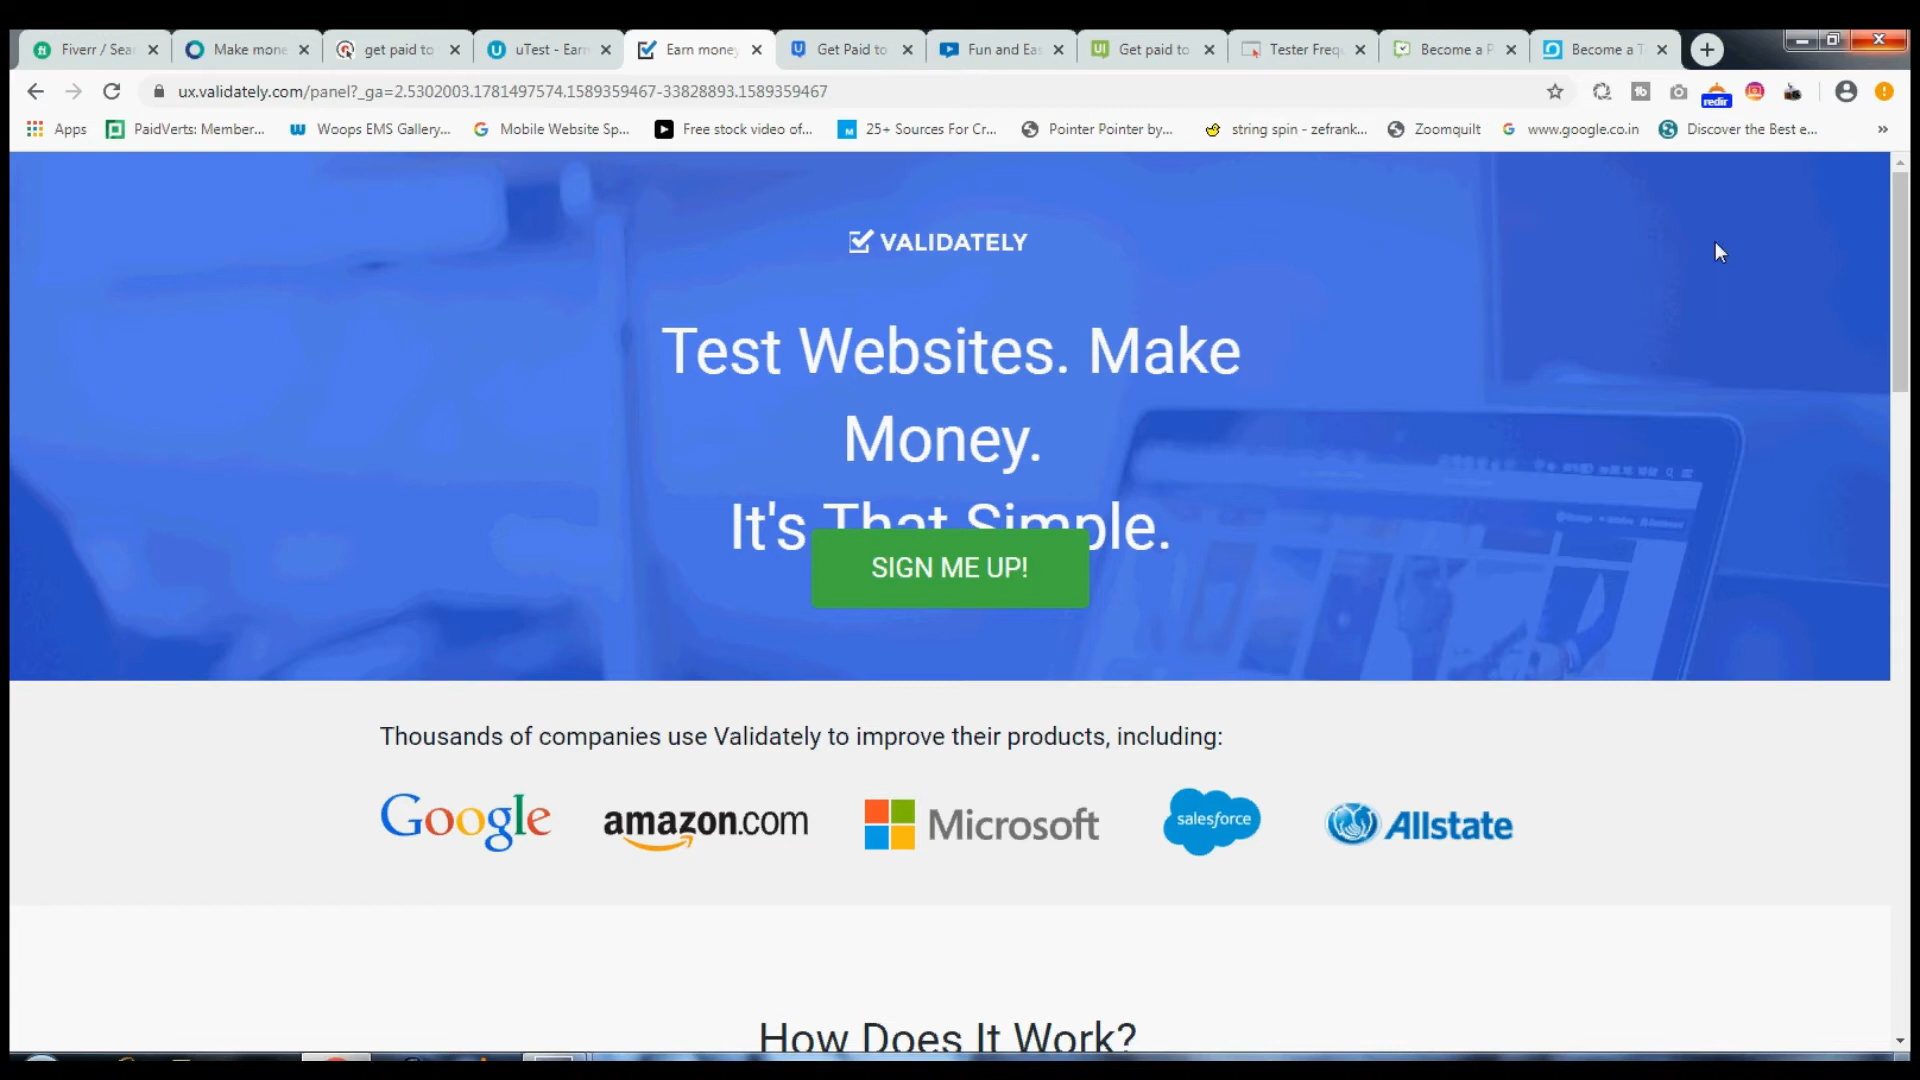 Fiverr / Sea
Make mone
get paid to
uTest - Earn
Earn money
Get Paid to
Fun and Eas
Get paid to
Tester Freq
Become a P
Become a T
ux.validately.com/panel?_ga=2.5302003.1781497574.1589359467-33828893.1589359467
redir
Apps
PaidVerts: Member...
Woops EMS Gallery...
Mobile Website Sp...
Free stock video of...
25+ Sources For Cr...
Pointer Pointer by...
string spin - zefrank...
Zoomquilt
www.google.co.in
Discover the Best e...
»
VALIDATELY
Test Websites. Make
Money.
It's That Simple.
SIGN ME UP!
Thousands of companies use Validately to improve their products, including:
Google
amazon.com
Microsoft
salesforce
Allstate
How Does It Work?